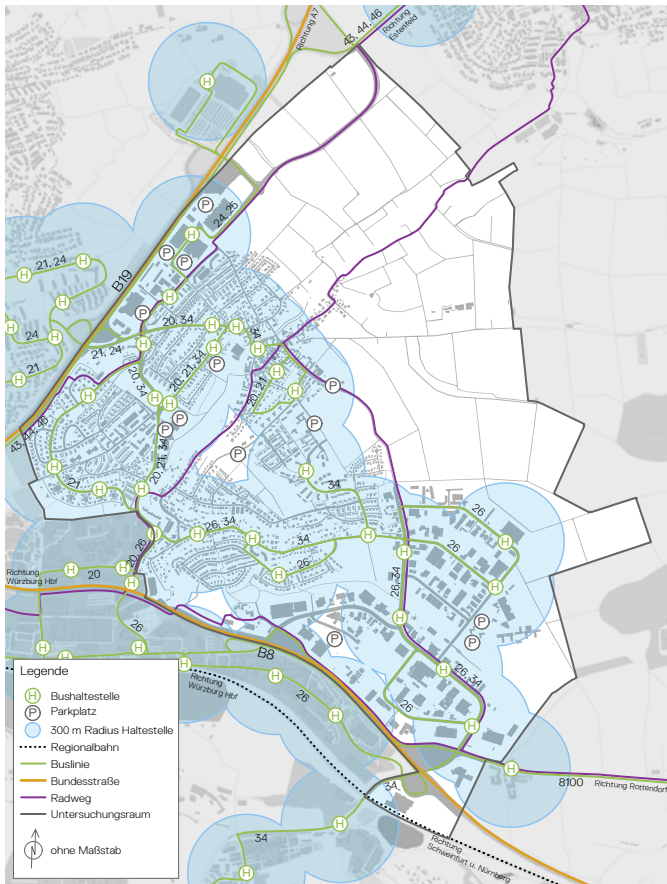 Richtung A7
43, 44, 46
Richtung
Estenfeld
H
P
24, 25
H
21, 24
H
H
P
P
B19
H
H
P
H
20, 34
H
H
34
24
H
H
H
H
21, 24
20, 21, 34
P
H
21
H
20, 34
H
20, 21
H
P
H
H
H
P
P
P
43, 44, 46
20, 21, 34
H
H
34
21
H
H
26
H
26, 34
H
34
H
H
26
H
26
H
20, 26
Richtung
Würzburg Hbf
H
20
H
H
26, 34
H
P
P
P
26
H
H
H
B8
H
26, 34
H
Richtung
Würzburg Hbf
26
26
H
H
H
8100
Richtung Rottendorf
34
H
H
Richtung
Schweinfurt u. Nürnberg
Legende
H Bushaltestelle
P Parkplatz
300 m Radius Haltestelle
Regionalbahn
Buslinie
Bundesstraße
Radweg
Untersuchungsraum
N ohne Maßstab